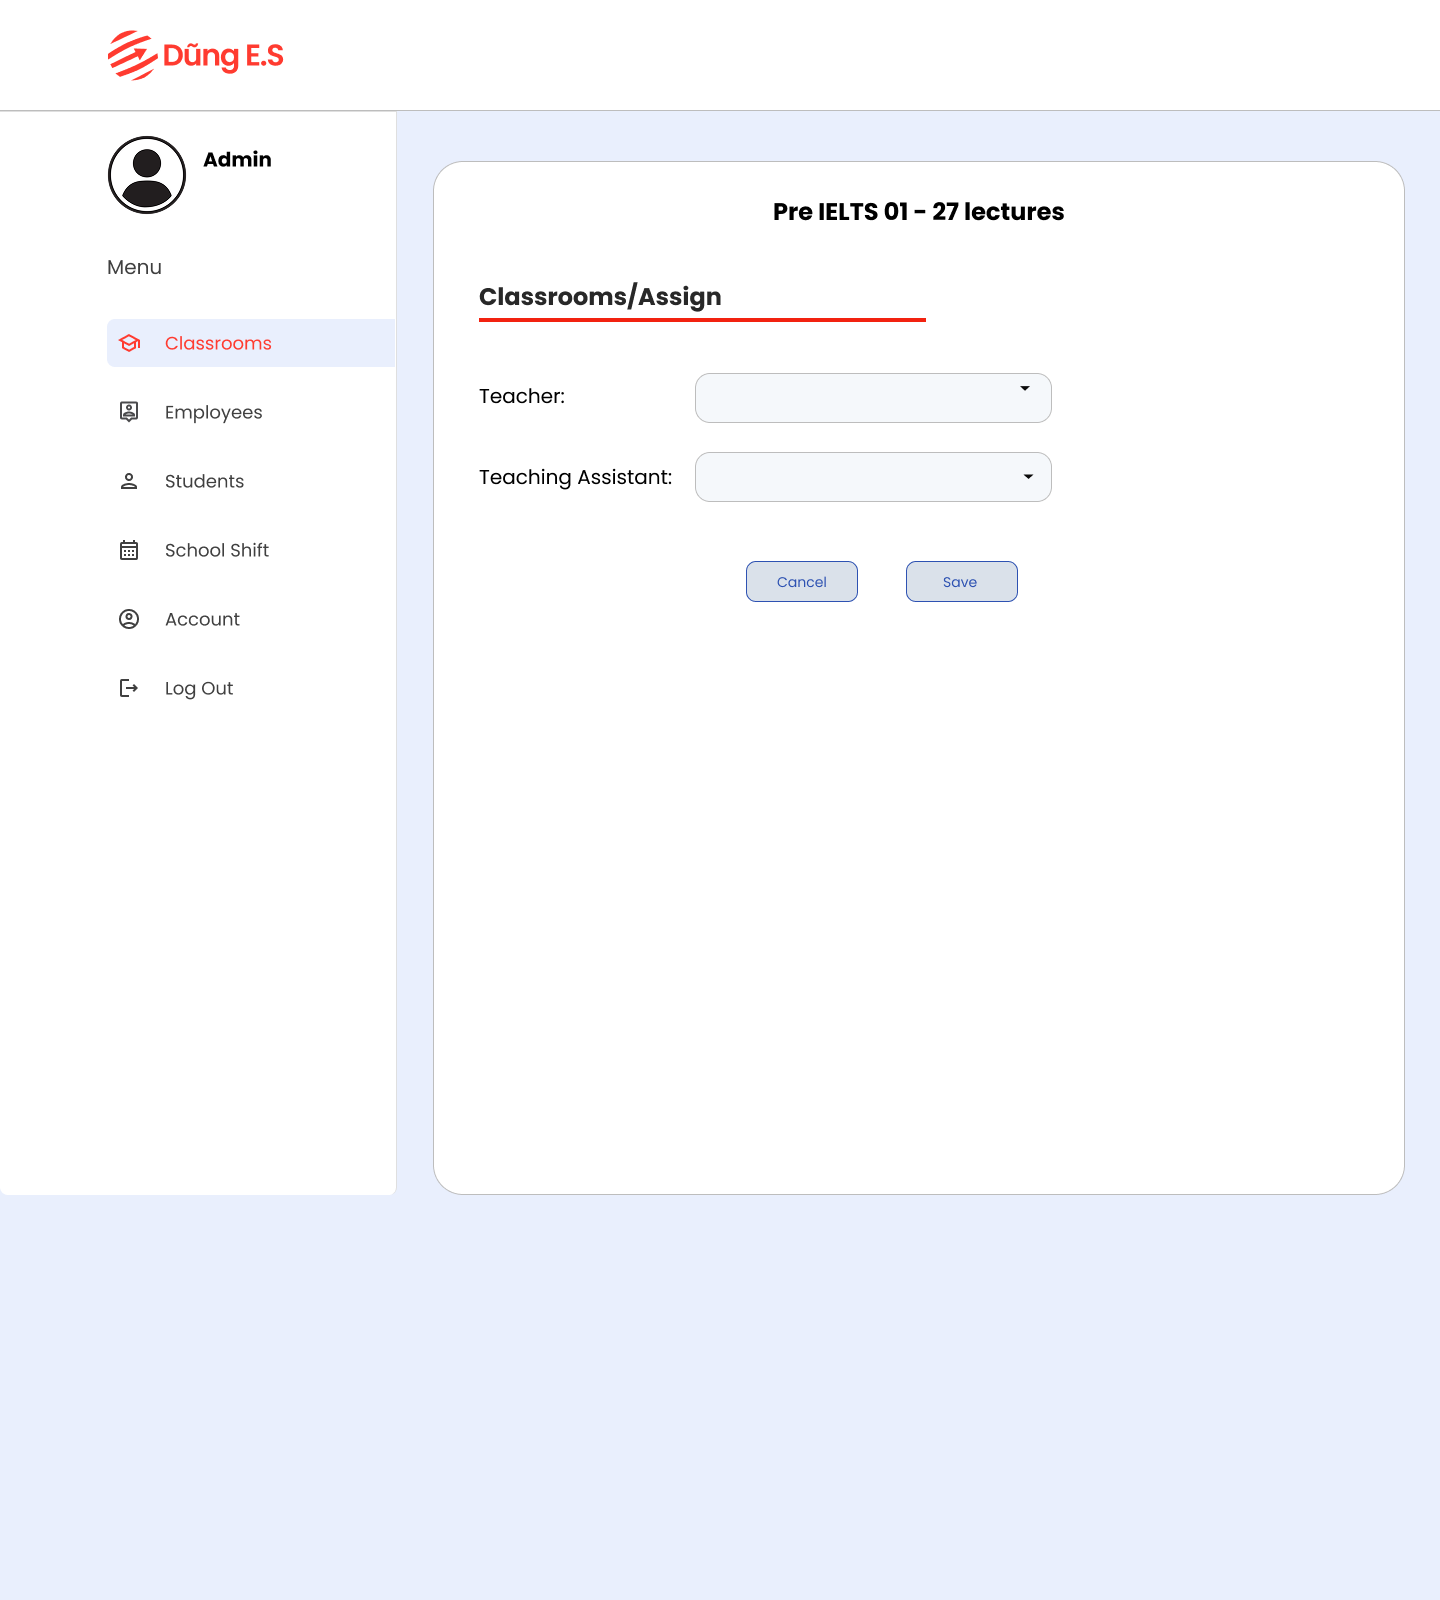 Dũng E.S
Admin
Menu
Classrooms
Employees
Students
School Shift
Account
Log Out
Pre IELTS 01 - 27 lectures
Classrooms/Assign
Teacher:
Teaching Assistant:
Cancel
Save